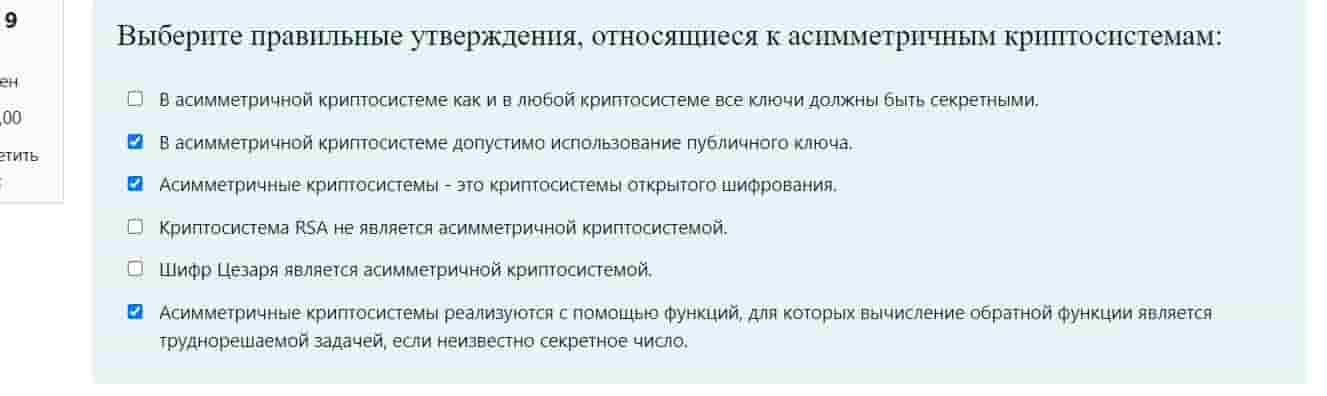 9
Выберите правильные утверждения, относящиеся к асимметричным криптосистемам:
ен
,00
етить
В асимметричной криптосистеме как и в любой криптосистеме все ключи должны быть секретными.
В асимметричной криптосистеме допустимо использование публичного ключа.
Асимметричные криптосистемы - это криптосистемы открытого шифрования.
Криптосистема RSA не является асимметричной криптосистемой.
Шифр Цезаря является асимметричной криптосистемой.
Асимметричные криптосистемы реализуются с помощью функций, для которых вычисление обратной функции является
труднорешаемой задачей, если неизвестно секретное число.